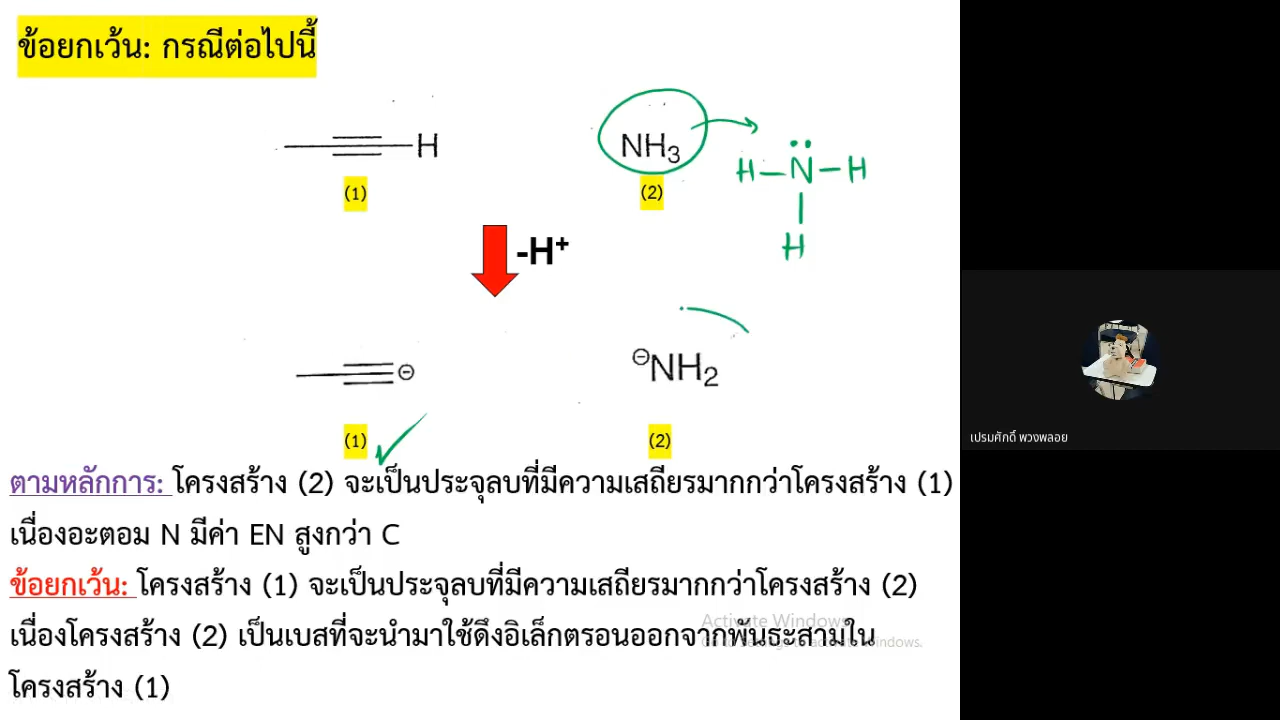 ข้อยกเว้น: กรณีต่อไปนี้
H
NH3
H–N–H
H
(1)
(2)
-H+
⊖
⊖NH2
(1)
(2)
ตามหลักการ: โครงสร้าง (2) จะเป็นประจุลบที่มีความเสถียรมากกว่าโครงสร้าง (1)
เนื่องอะตอม N มีค่า EN สูงกว่า C
ข้อยกเว้น: โครงสร้าง (1) จะเป็นประจุลบที่มีความเสถียรมากกว่าโครงสร้าง (2)
เนื่องโครงสร้าง (2) เป็นเบสที่จะนำมาใช้ดึงอิเล็กตรอนออกจากพันธะสามใน
โครงสร้าง (1)
Activate Windows
Go to Settings to activate Windows.
เปรมศักดิ์ พวงพลอย